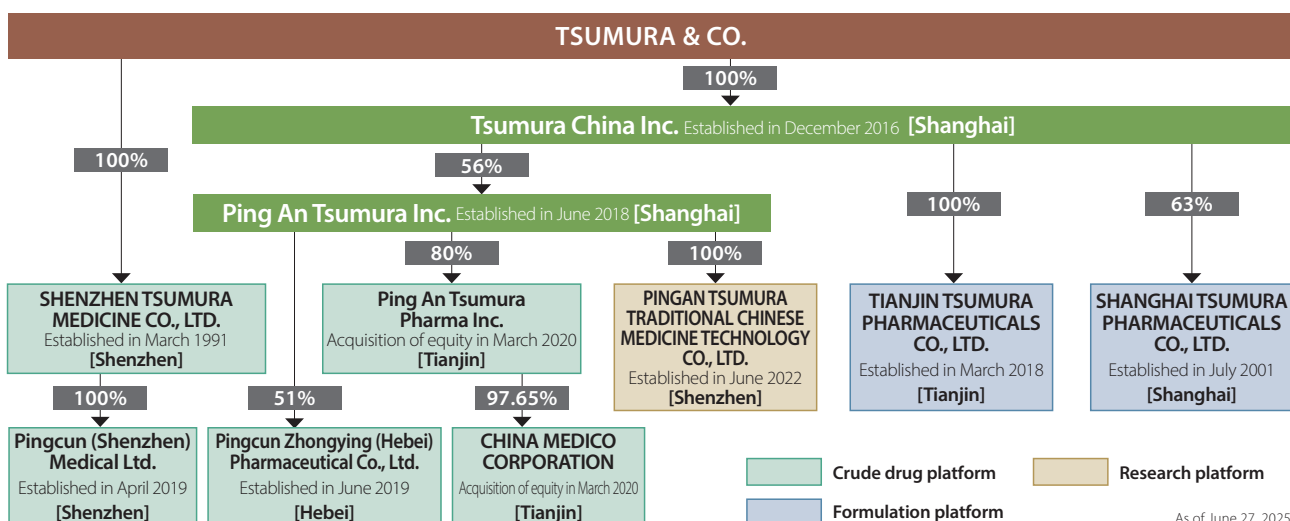 TSUMURA & CO.
100%
Tsumura China Inc. Established in December 2016 [Shanghai]
100%
56%
Ping An Tsumura Inc. Established in June 2018 [Shanghai]
100%
63%
80%
100%
SHENZHEN TSUMURA
MEDICINE CO., LTD.
Established in March 1991
[Shenzhen]
Ping An Tsumura
Pharma Inc.
Acquisition of equity in March 2020
[Tianjin]
PINGAN TSUMURA
TRADITIONAL CHINESE
MEDICINE TECHNOLOGY
CO., LTD.
Established in June 2022
[Shenzhen]
TIANJIN TSUMURA
PHARMACEUTICALS
CO., LTD.
Established in March 2018
[Tianjin]
SHANGHAI TSUMURA
PHARMACEUTICALS
CO., LTD.
Established in July 2001
[Shanghai]
100%
51%
97.65%
Pingcun (Shenzhen)
Medical Ltd.
Established in April 2019
[Shenzhen]
Pingcun Zhongying (Hebei)
Pharmaceutical Co., Ltd.
Established in June 2019
[Hebei]
CHINA MEDICO
CORPORATION
Acquisition of equity in March 2020
[Tianjin]
Crude drug platform
Research platform
Formulation platform
As of June 27, 2025